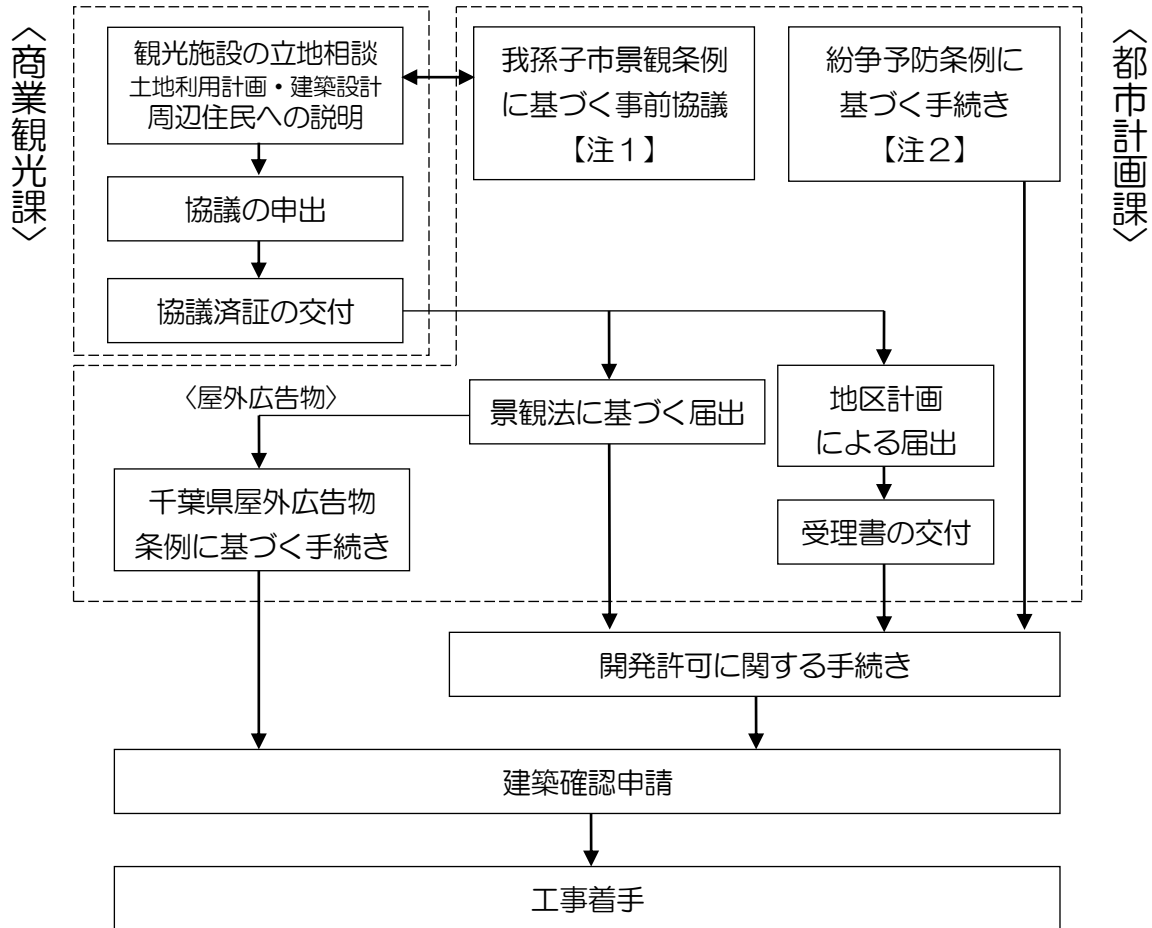 〈商業観光課〉
観光施設の立地相談
土地利用計画・建築設計
周辺住民への説明
我孫子市景観条例
に基づく事前協議
【注１】
紛争予防条例に
基づく手続き
【注２】
〈都市計画課〉
協議の申出
協議済証の交付
〈屋外広告物〉
景観法に基づく届出
地区計画
による届出
千葉県屋外広告物
条例に基づく手続き
受理書の交付
開発許可に関する手続き
建築確認申請
工事着手